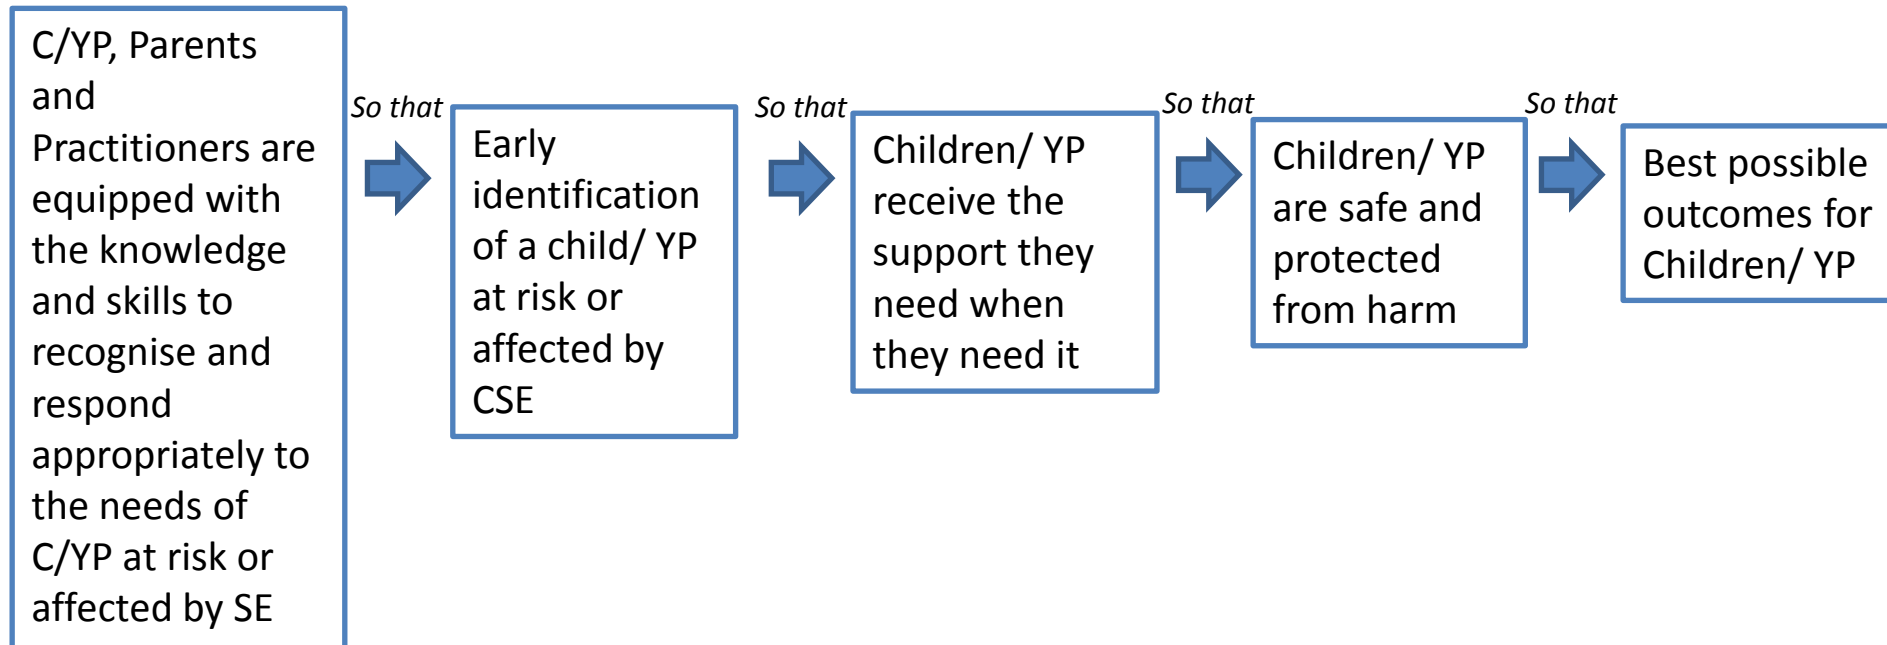 C/YP, Parents
and
Practitioners are
equipped with
the knowledge
and skills to
recognise and
respond
appropriately to
the needs of
C/YP at risk or
affected by SE
So that
Early
identification
of a child/ YP
at risk or
affected by
CSE
So that
Children/ YP
receive the
support they
need when
they need it
So that
Children/ YP
are safe and
protected
from harm
So that
Best possible
outcomes for
Children/ YP